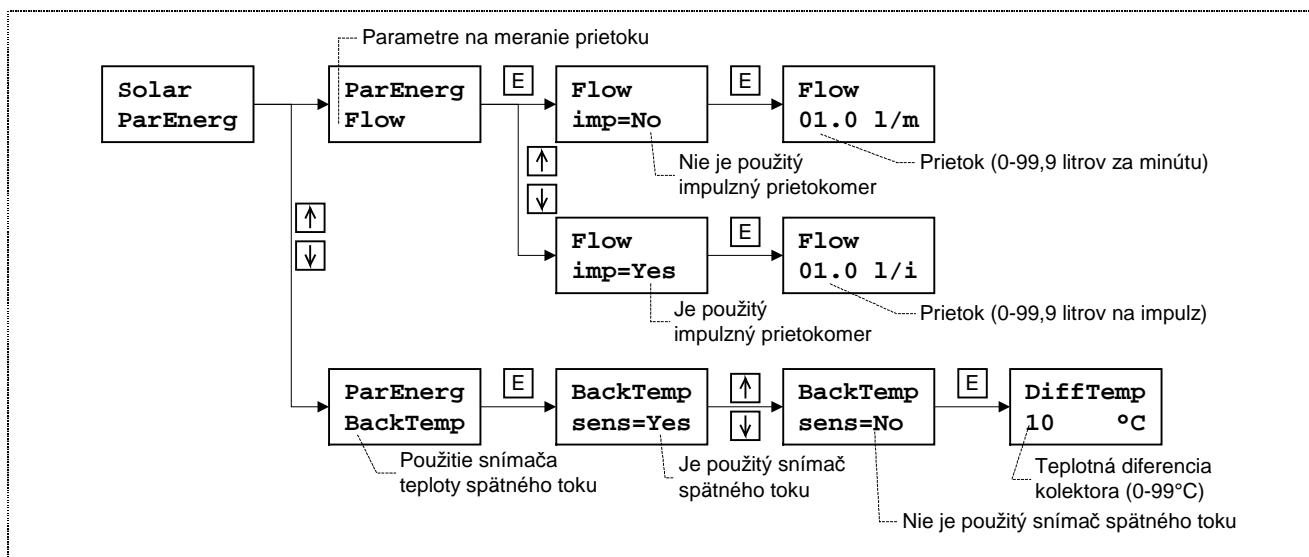 Parametre na meranie prietoku
Solar
ParEnerg
ParEnerg
Flow
E
Flow
imp=No
E
Flow
01.0 l/m
Nie je použitý
impulzný prietokomer
Prietok (0-99,9 litrov za minútu)
↑
↓
↑
↓
Flow
imp=Yes
E
Flow
01.0 l/i
Je použitý
impulzný prietokomer
Prietok (0-99,9 litrov na impulz)
ParEnerg
BackTemp
E
BackTemp
sens=Yes
↑
↓
BackTemp
sens=No
E
DiffTemp
10 °C
Použitie snímača
teploty spätného toku
Je použitý snímač
spätného toku
Teplotná diferencia
kolektora (0-99°C)
Nie je použitý snímač spätného toku